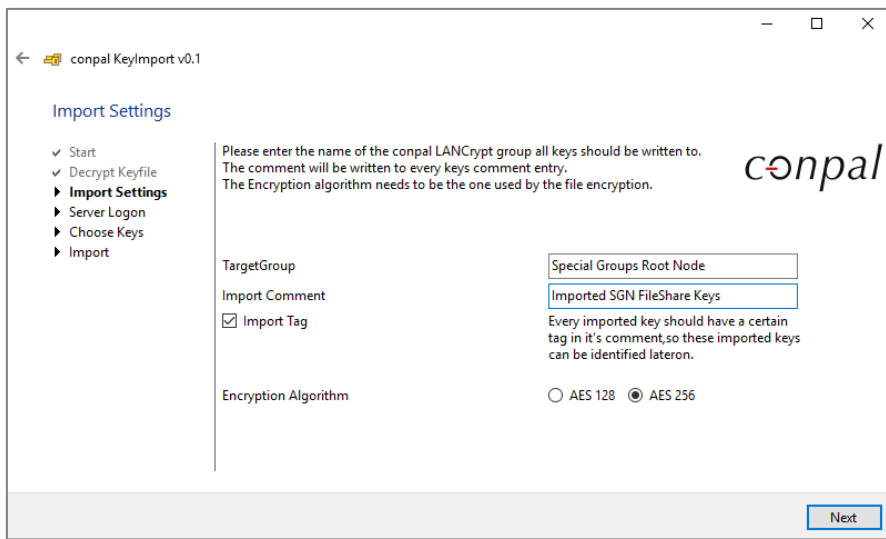 conpal KeyImport v0.1
Import Settings
Start
Decrypt Keyfile
Import Settings
Server Logon
Choose Keys
Import
Please enter the name of the conpal LANCrypt group all keys should be written to.
The comment will be written to every keys comment entry.
The Encryption algorithm needs to be the one used by the file encryption.
conpal
TargetGroup
Special Groups Root Node
Import Comment
Imported SGN FileShare Keys
Import Tag
Every imported key should have a certain
tag in it's comment,so these imported keys
can be identified lateron.
Encryption Algorithm
AES 128
AES 256
Next